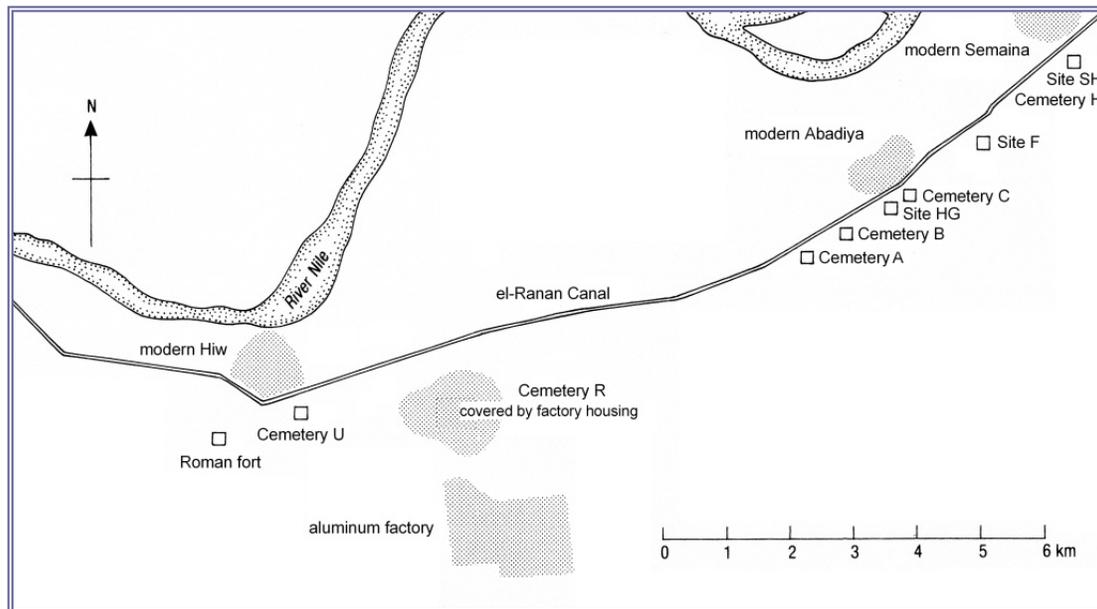 modern Semaina
Site SH
Cemetery H
N
modern Abadiya
Site F
Cemetery C
Site HG
Cemetery B
Cemetery A
River Nile
el-Ranan Canal
modern Hiw
Cemetery R
covered by factory housing
Cemetery U
Roman fort
aluminum factory
0 1 2 3 4 5 6 km